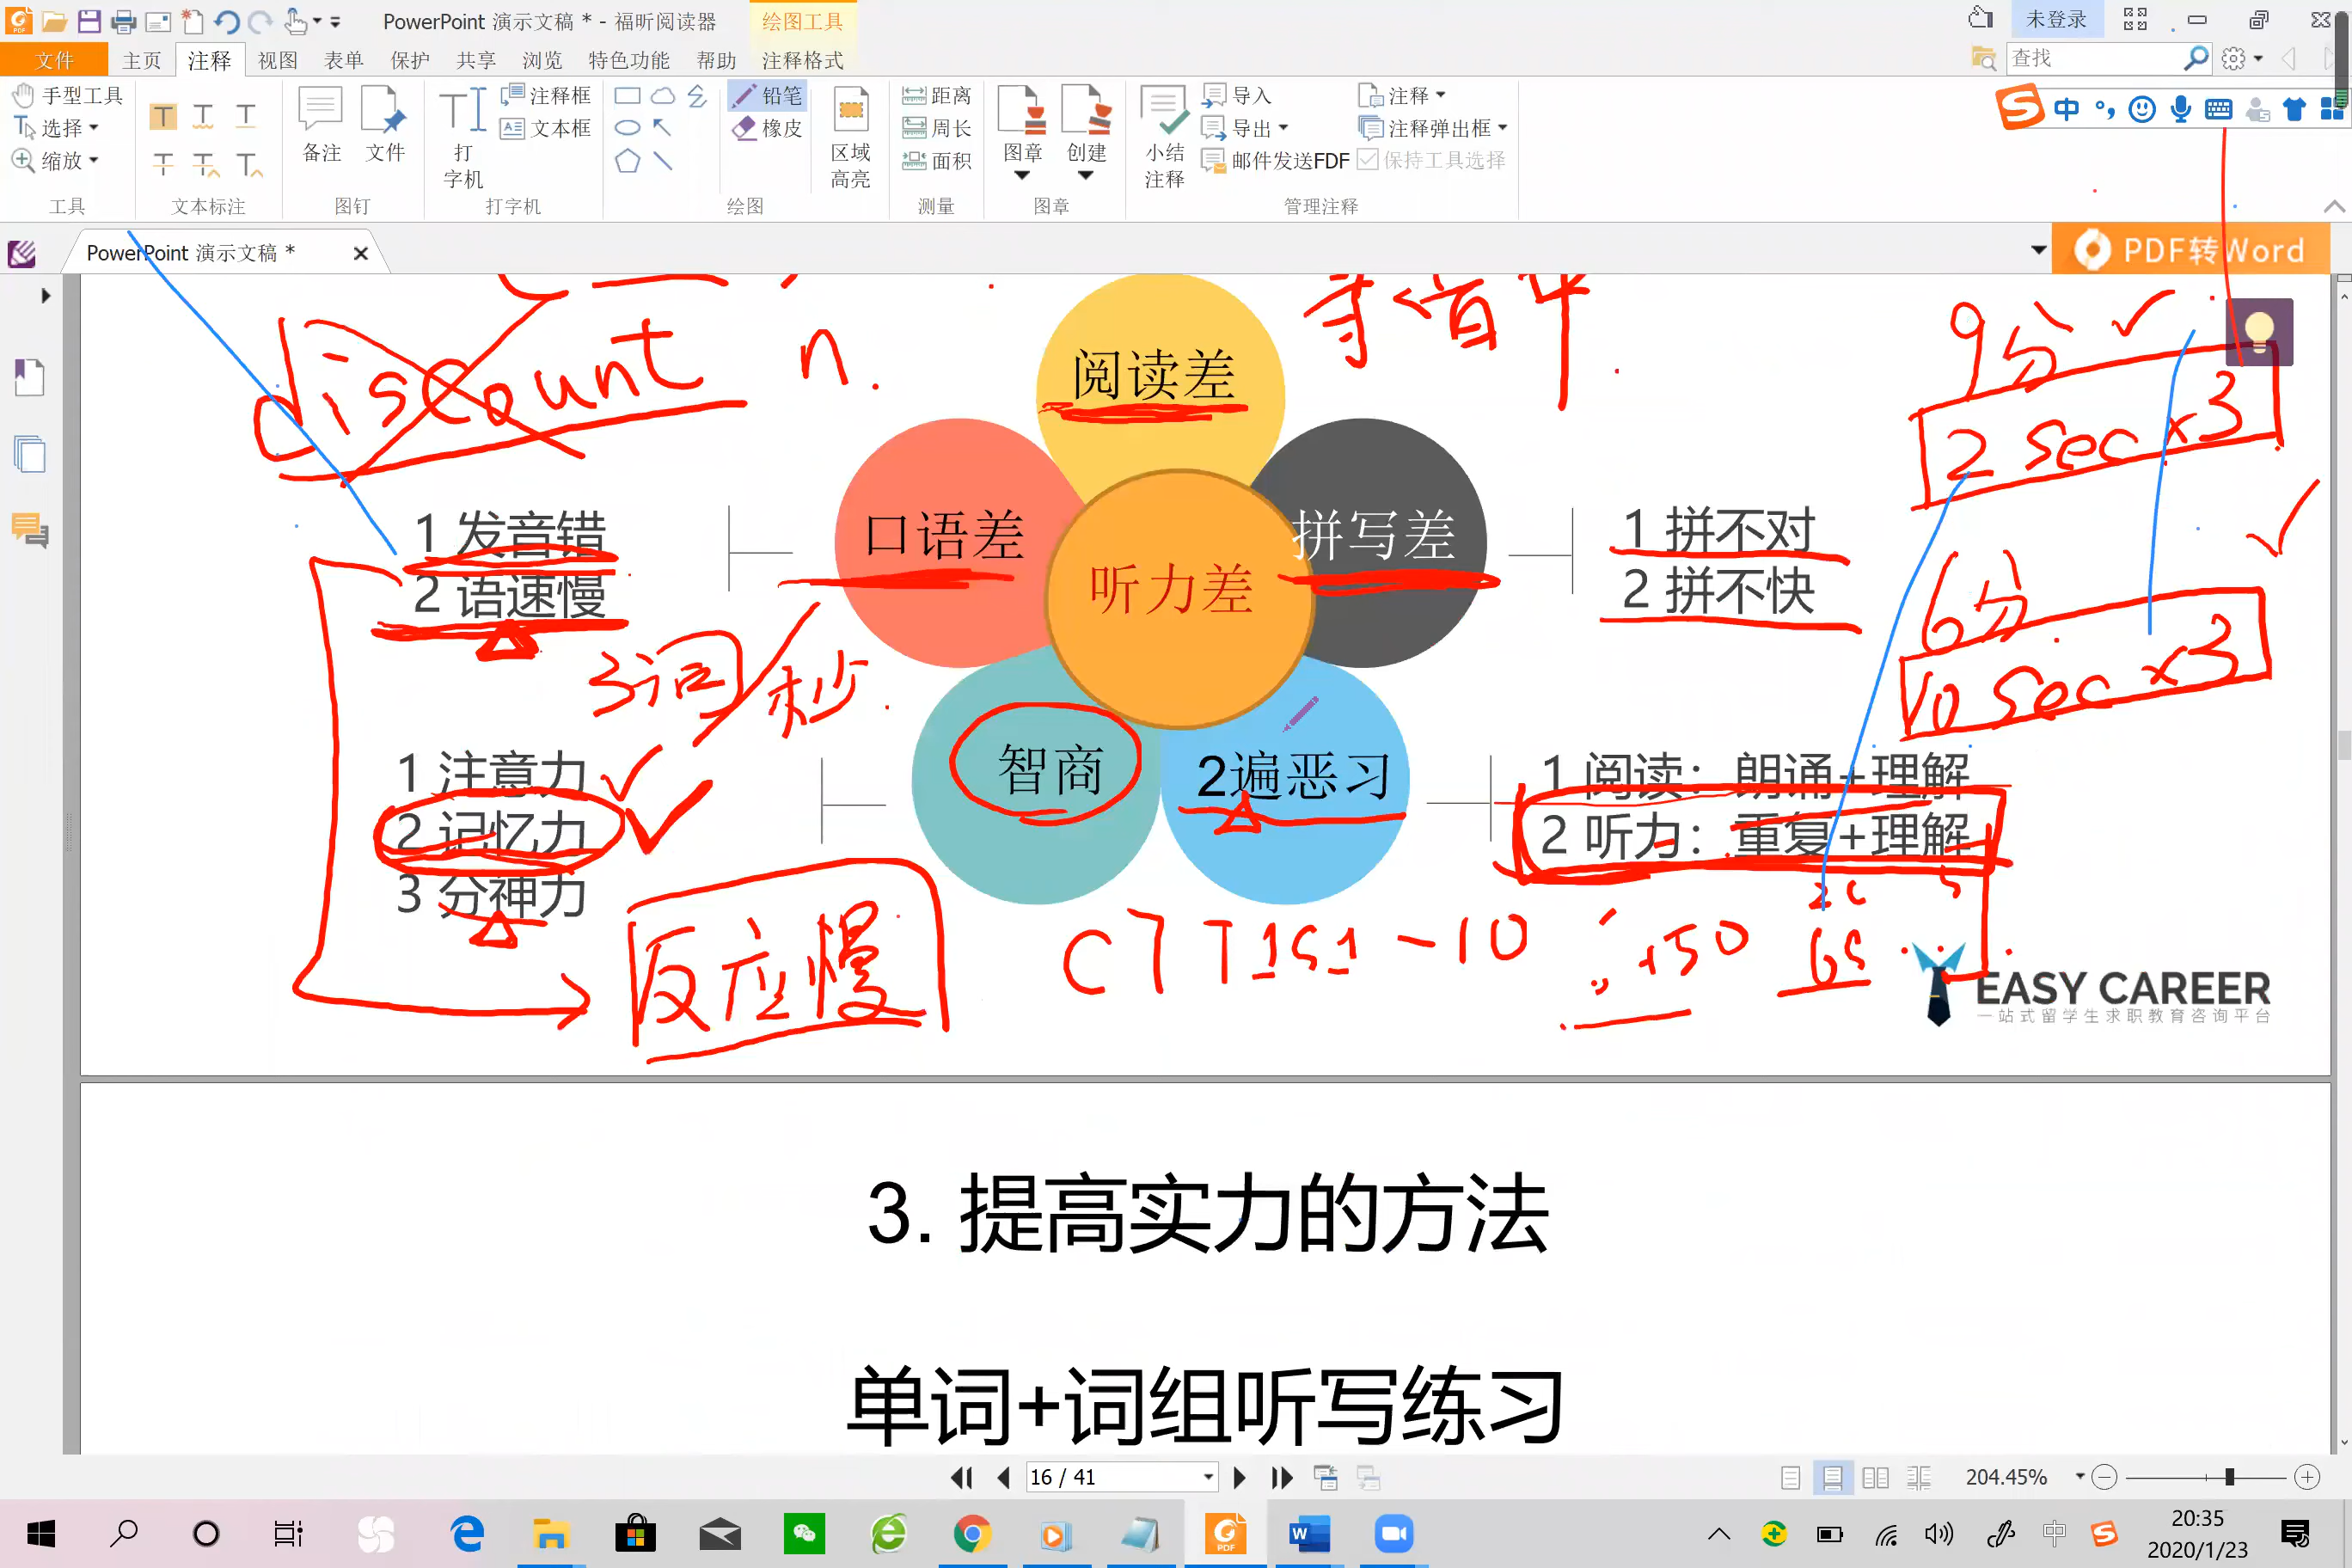 PowerPoint 演示文稿 * - 福昕阅读器
绘图工具
未登录
文件 主页 注释 视图 表单 保护 共享 浏览 特色功能 帮助 注释格式
查找
手型工具
选择
缩放
工具
文本标注
备注
文件
图钉
打字机
注释框
文本框
打字机
铅笔
橡皮
绘图
区域高亮
距离
周长
面积
测量
图章
创建
图章
小结注释
导入
导出
邮件发送FDF
注释
注释弹出框
保持工具选择
管理注释
中
PowerPoint 演示文稿 *
PDF转Word
discount n.
阅读差
9分
2 sec x3
1 发音错
2 语速慢
口语差
听力差
拼写差
1 拼不对
2 拼不快
6分
10 sec x3
3词/秒
1 注意力
2 记忆力
3 分神力
智商
2遍恶习
1 阅读：朗诵+理解
2 听力：重复+理解
反应慢
EASY CAREER
一站式留学生求职教育咨询平台
3. 提高实力的方法
单词+词组听写练习
16 / 41
204.45%
中
20:35
2020/1/23